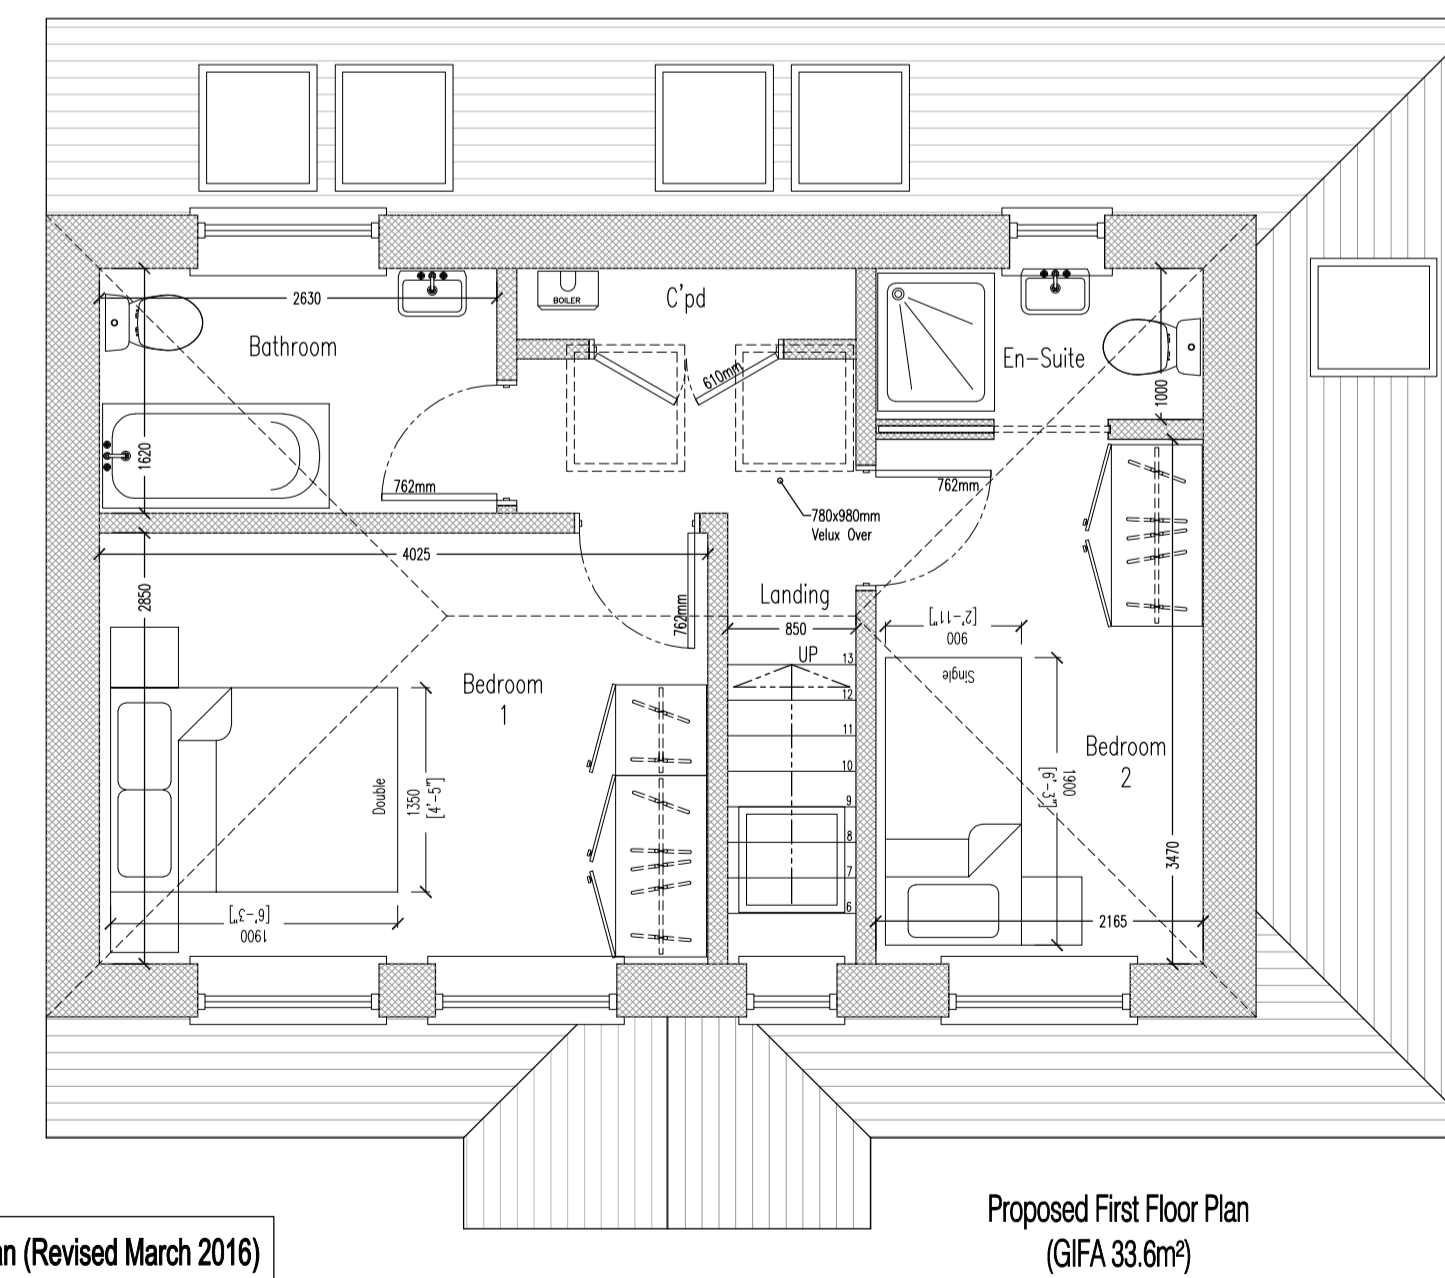 2630
BOILER
C'pd
Bathroom
En-Suite
610mm
1000
1620
762mm
762mm
780x980mm
Velux Over
4025
2850
762mm
Landing
850
UP
900
[2'-11"]
Single
13
12
11
10
9
8
7
6
Bedroom
1
Bedroom
2
Double
1350
[4'-5"]
1900
[6'-3"]
3470
1900
[6'-3"]
2165
Proposed First Floor Plan
(GIFA 33.6m²)
(Revised March 2016)